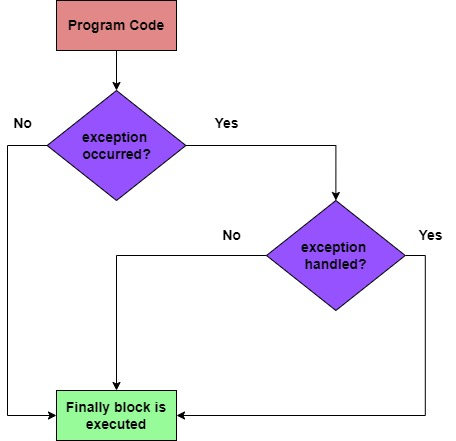 Program Code
No
Yes
exception
occurred?
No
Yes
exception
handled?
Finally block is
executed